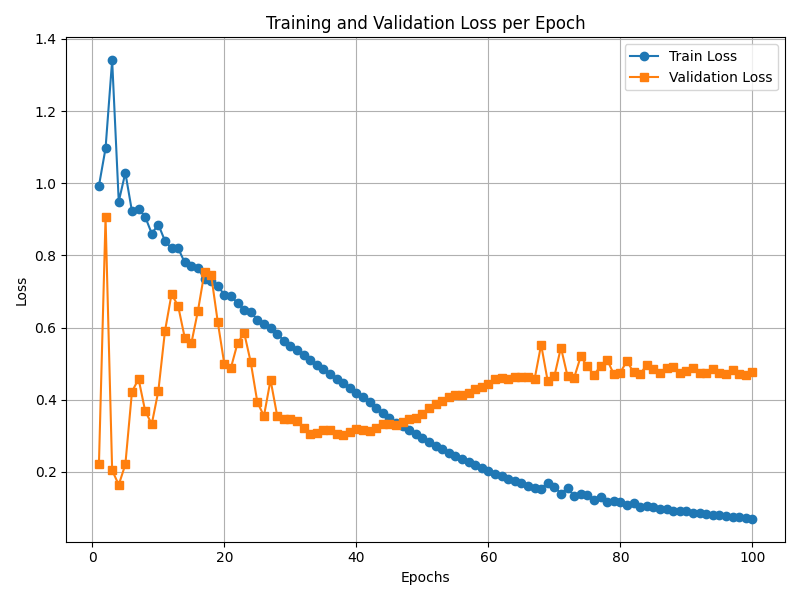 Training and Validation Loss per Epoch
Train Loss
Validation Loss
Loss
1.4
1.2
1.0
0.8
0.6
0.4
0.2
0
20
40
60
80
100
Epochs